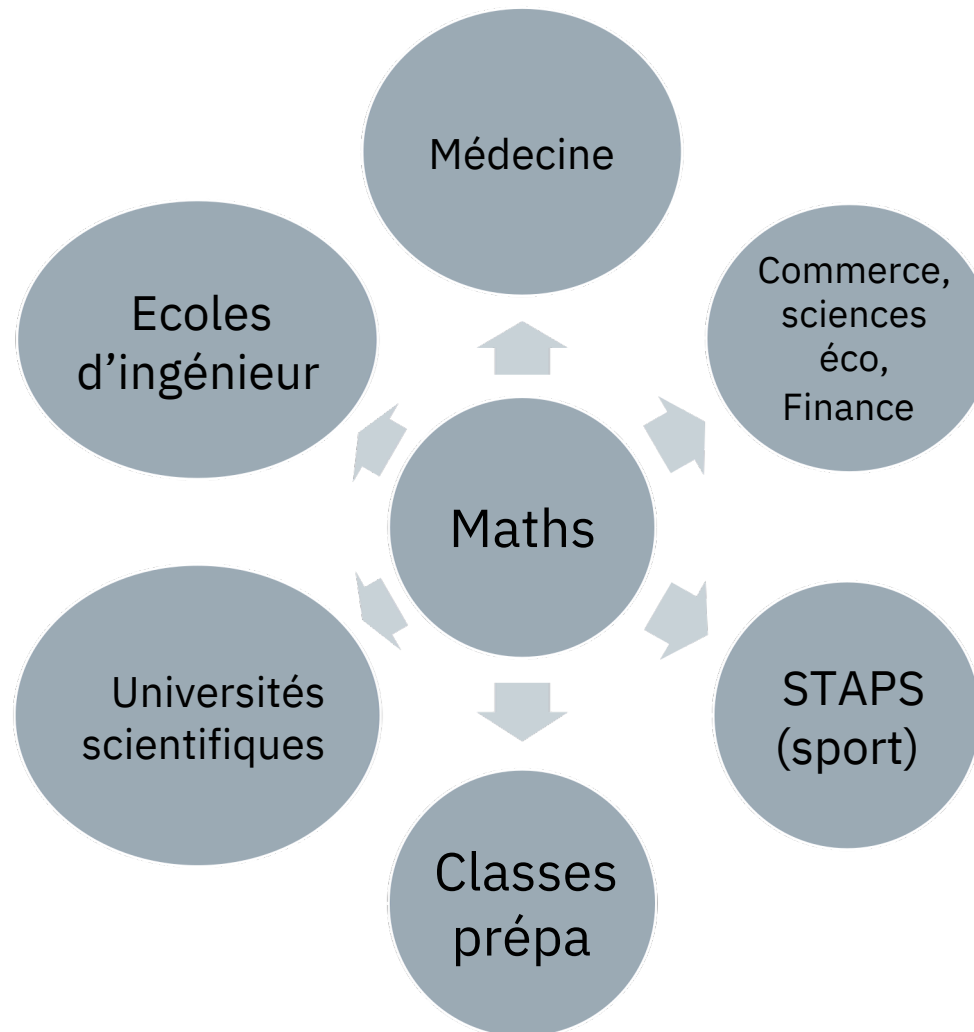 Médecine
Commerce,
sciences
éco,
Finance
Ecoles
d’ingénieur
Maths
Universités
scientifiques
STAPS
(sport)
Classes
prépa